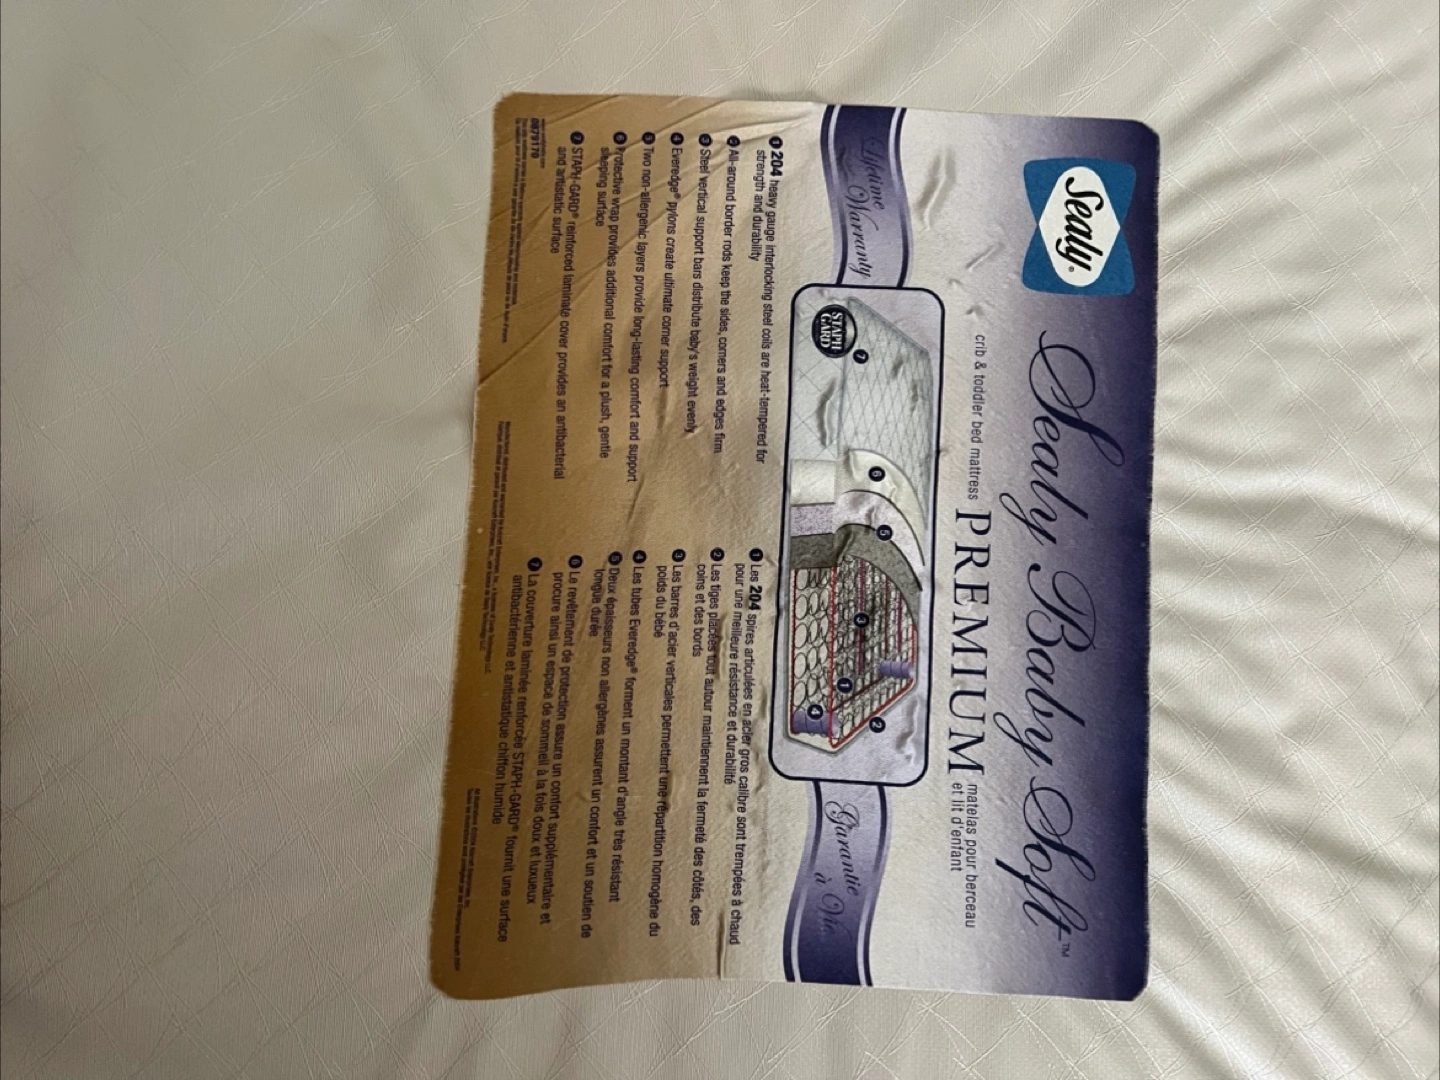 Sealy®
Sealy Baby Soft™
crib & toddler bed mattress PREMIUM matelas pour berceau
et lit d'enfant
Lifetime Warranty
Garantie à Vie
STAPH
GARD
7
6
5
3
1
2
4
1 204 heavy gauge interlocking steel coils are heat-tempered for
strength and durability
2 All-around border rods keep the sides, corners and edges firm
3 Steel vertical support bars distribute baby's weight evenly
4 Everedge® pylons create ultimate corner support
5 Two non-allergenic layers provide long-lasting comfort and support
6 Protective wrap provides additional comfort for a plush, gentle
sleeping surface
7 STAPH-GARD® reinforced laminate cover provides an antibacterial
and antistatic surface
1 Les 204 spires articulées en acier gros calibre sont trempées à chaud
pour une meilleure résistance et durabilité
2 Les tiges placées tout autour maintiennent la fermeté des côtés, des
coins et des bords
3 Les barres d'acier verticales permettent une répartition homogène du
poids du bébé
4 Les tubes Everedge® forment un montant d'angle très résistant
5 Deux épaisseurs non allergènes assurent un confort et un soutien de
longue durée
6 Le revêtement de protection assure un confort supplémentaire et
procure ainsi un espace de sommeil à la fois doux et luxueux
7 La couverture laminée renforcée STAPH-GARD® fournit une surface
antibactérienne et antistatique chiffon humide